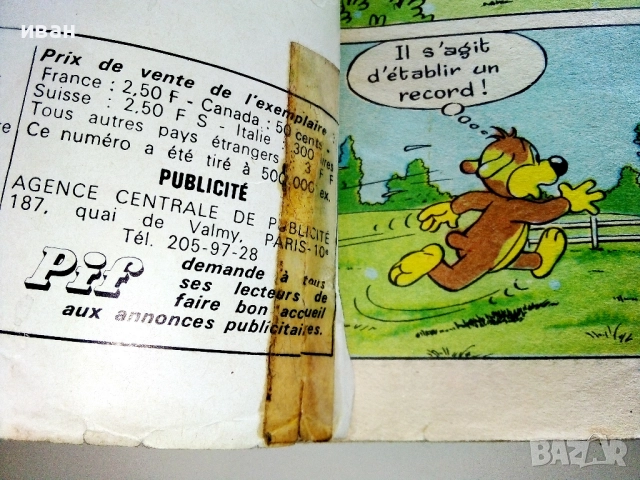 иван
Prix de vente de l'exemplaire :
France : 2,50 F - Canada : 50 cents -
Suisse : 2.50 F S - Italie : 300 lires
Tous autres pays étrangers : 3 F F
Ce numéro a été tiré à 500.000 ex.
PUBLICITÉ
AGENCE CENTRALE DE PUBLICITÉ
187, quai de Valmy, PARIS-10e
Tél. 205-97-28
Pif demande à tous
ses lecteurs de
faire bon accueil
aux annonces publicitaires.
Il s'agit
d'établir un
record !
BAZAR